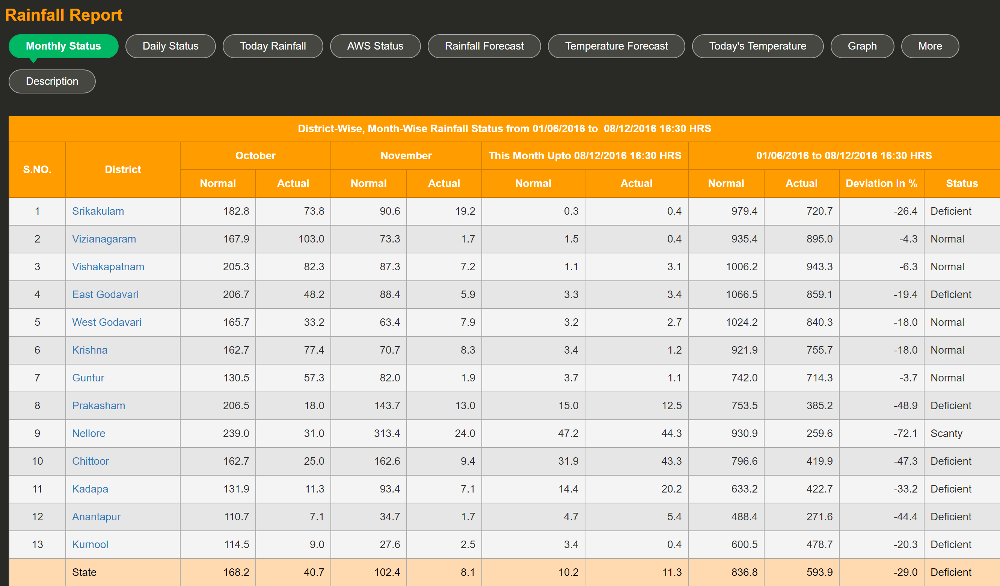 Rainfall Report
Monthly Status Daily Status Today Rainfall AWS Status Rainfall Forecast Temperature Forecast Today's Temperature Graph More
Description
District-Wise, Month-Wise Rainfall Status from 01/06/2016 to 08/12/2016 16:30 HRS
S.NO. District October November This Month Upto 08/12/2016 16:30 HRS 01/06/2016 to 08/12/2016 16:30 HRS
Normal Actual Normal Actual Normal Actual Normal Actual Deviation in % Status
1 Srikakulam 182.8 73.8 90.6 19.2 0.3 0.4 979.4 720.7 -26.4 Deficient
2 Vizianagaram 167.9 103.0 73.3 1.7 1.5 0.4 935.4 895.0 -4.3 Normal
3 Vishakapatnam 205.3 82.3 87.3 7.2 1.1 3.1 1006.2 943.3 -6.3 Normal
4 East Godavari 206.7 48.2 88.4 5.9 3.3 3.4 1066.5 859.1 -19.4 Deficient
5 West Godavari 165.7 33.2 63.4 7.9 3.2 2.7 1024.2 840.3 -18.0 Normal
6 Krishna 162.7 77.4 70.7 8.3 3.4 1.2 921.9 755.7 -18.0 Normal
7 Guntur 130.5 57.3 82.0 1.9 3.7 1.1 742.0 714.3 -3.7 Normal
8 Prakasham 206.5 18.0 143.7 13.0 15.0 12.5 753.5 385.2 -48.9 Deficient
9 Nellore 239.0 31.0 313.4 24.0 47.2 44.3 930.9 259.6 -72.1 Scanty
10 Chittoor 162.7 25.0 162.6 9.4 31.9 43.3 796.6 419.9 -47.3 Deficient
11 Kadapa 131.9 11.3 93.4 7.1 14.4 20.2 633.2 422.7 -33.2 Deficient
12 Anantapur 110.7 7.1 34.7 1.7 4.7 5.4 488.4 271.6 -44.4 Deficient
13 Kurnool 114.5 9.0 27.6 2.5 3.4 0.4 600.5 478.7 -20.3 Deficient
State 168.2 40.7 102.4 8.1 10.2 11.3 836.8 593.9 -29.0 Deficient